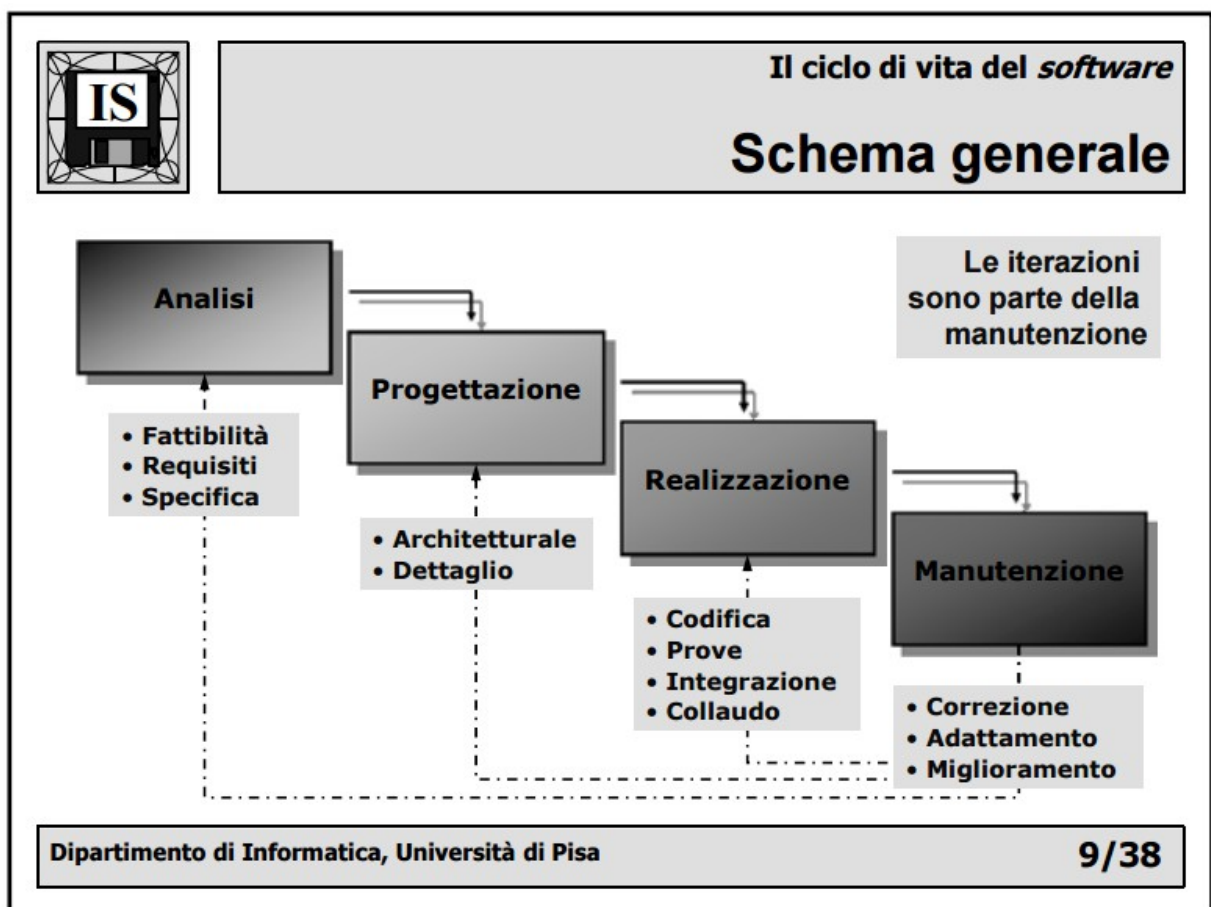 IS
Il ciclo di vita del software
Schema generale
Analisi
Le iterazioni
sono parte della
manutenzione
Progettazione
• Fattibilità
• Requisiti
• Specifica
Realizzazione
• Architetturale
• Dettaglio
Manutenzione
• Codifica
• Prove
• Integrazione
• Collaudo
• Correzione
• Adattamento
• Miglioramento
Dipartimento di Informatica, Università di Pisa
9/38